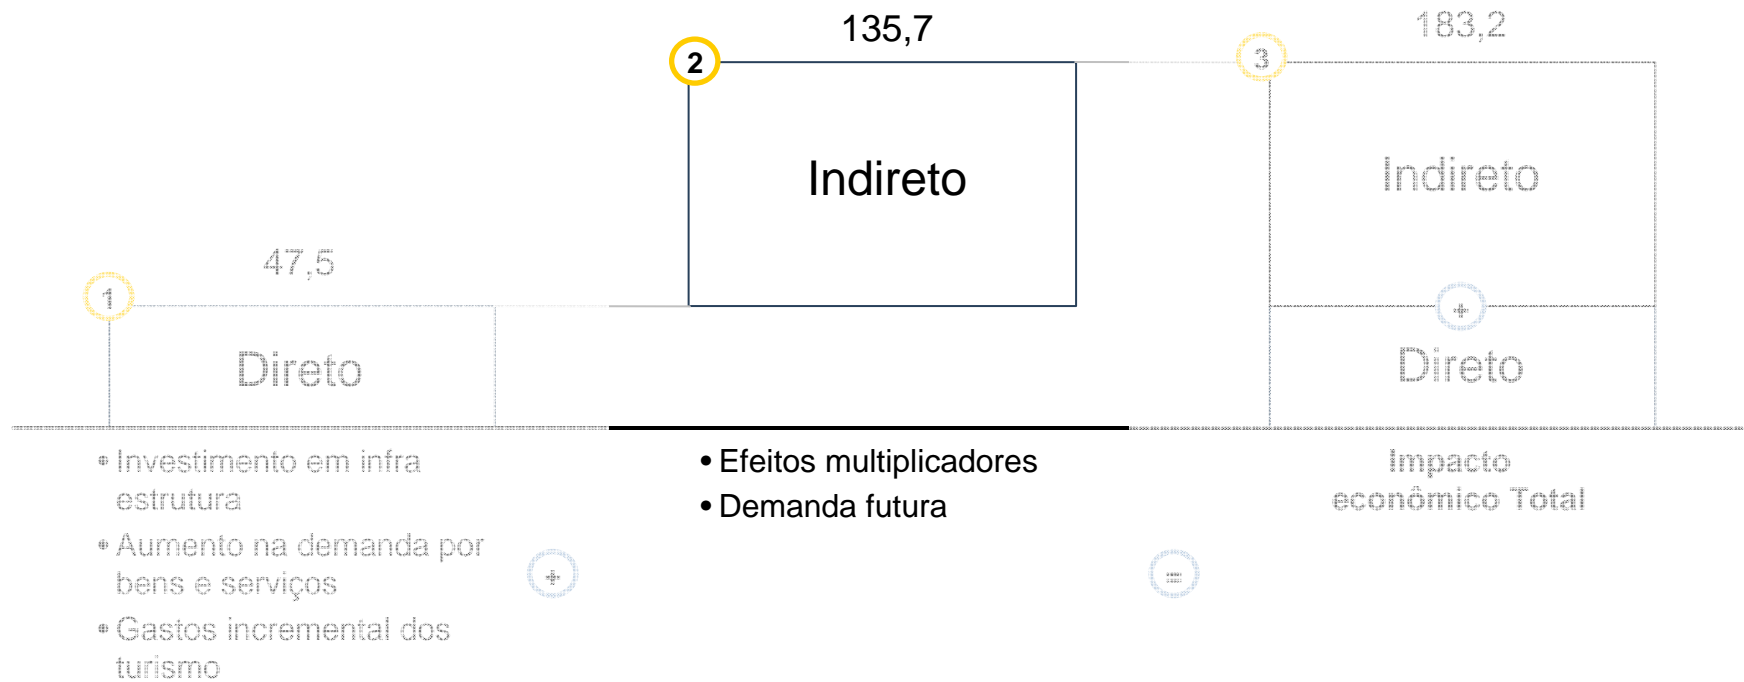 135,7
183,2
2
3
Indireto
Indireto
47,5
1
+
Direto
Direto
• Investimento em infra
estrutura
• Aumento na demanda por
bens e serviços
• Gastos incremental dos
turismo
+
• Efeitos multiplicadores
• Demanda futura
=
Impacto
econômico Total